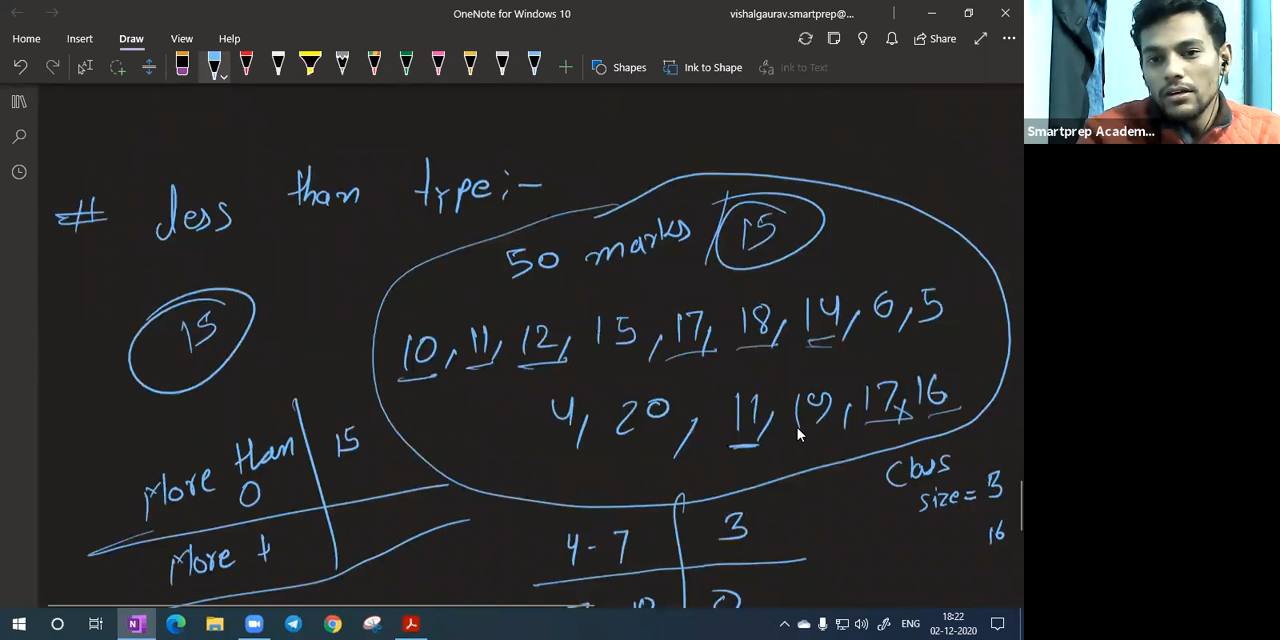 OneNote for Windows 10
vishalgaurav.smartprep@...
Home Insert Draw View Help
Share
Shapes
Ink to Shape
Ink to Text
Smartprep Academ...
# less than type :-
50 marks / 15
15
10, 11, 12, 15, 17, 18, 14, 6, 5
4, 20, 11, 19, 17, 16
More than 0 | 15
Class
size = 3
16
More t
4 - 7 | 3
10 | 0
ENG
18:22
02-12-2020